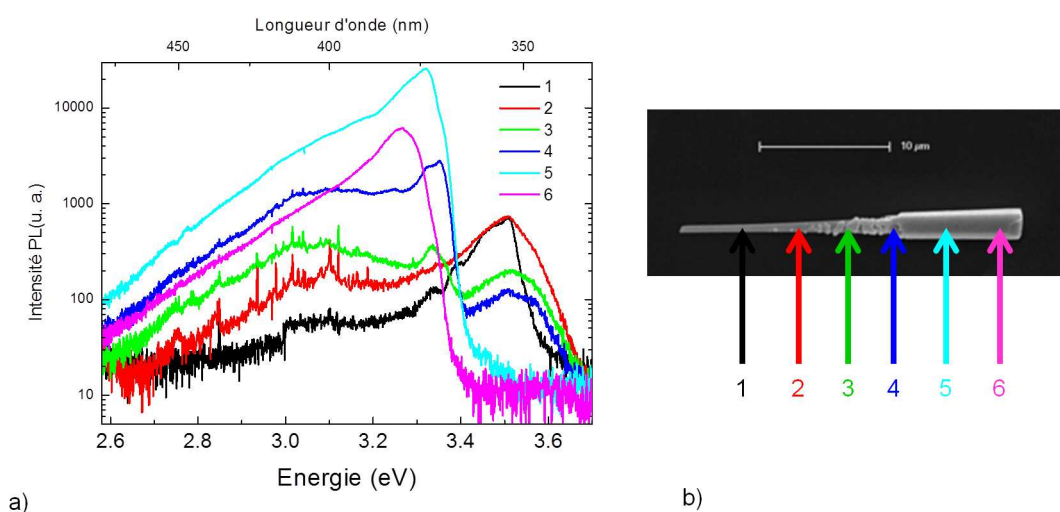 Longueur d'onde (nm)
450 400 350
Intensité PL(u. a.)
10000
1000
100
10
1
2
3
4
5
6
2.6 2.8 3.0 3.2 3.4 3.6
Energie (eV)
a)
10 µm
1 2 3 4 5 6
b)